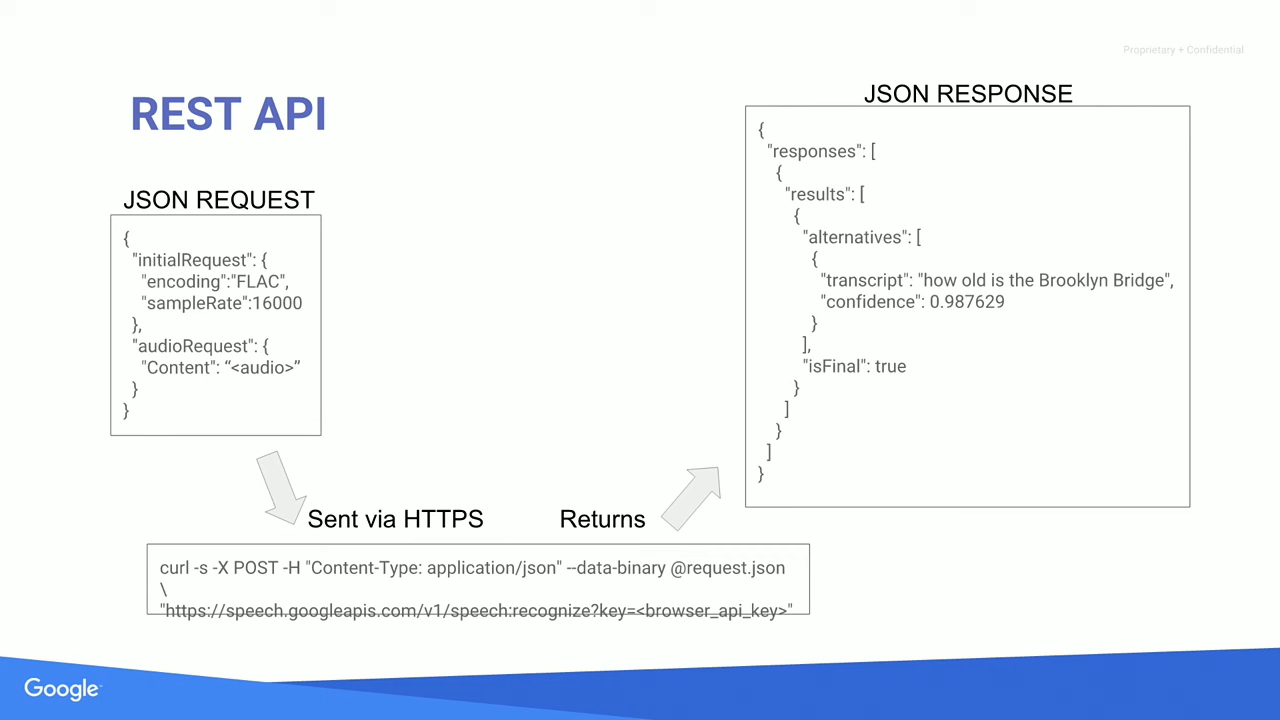 Proprietary + Confidential
REST API
JSON REQUEST
{
"initialRequest": {
"encoding":"FLAC",
"sampleRate":16000
},
"audioRequest": {
"Content": “<audio>”
}
}
Sent via HTTPS
curl -s -X POST -H "Content-Type: application/json" --data-binary @request.json
\
"https://speech.googleapis.com/v1/speech:recognize?key=<browser_api_key>"
Returns
JSON RESPONSE
{
"responses": [
{
"results": [
{
"alternatives": [
{
"transcript": "how old is the Brooklyn Bridge",
"confidence": 0.987629
}
],
"isFinal": true
}
]
}
]
}
Google